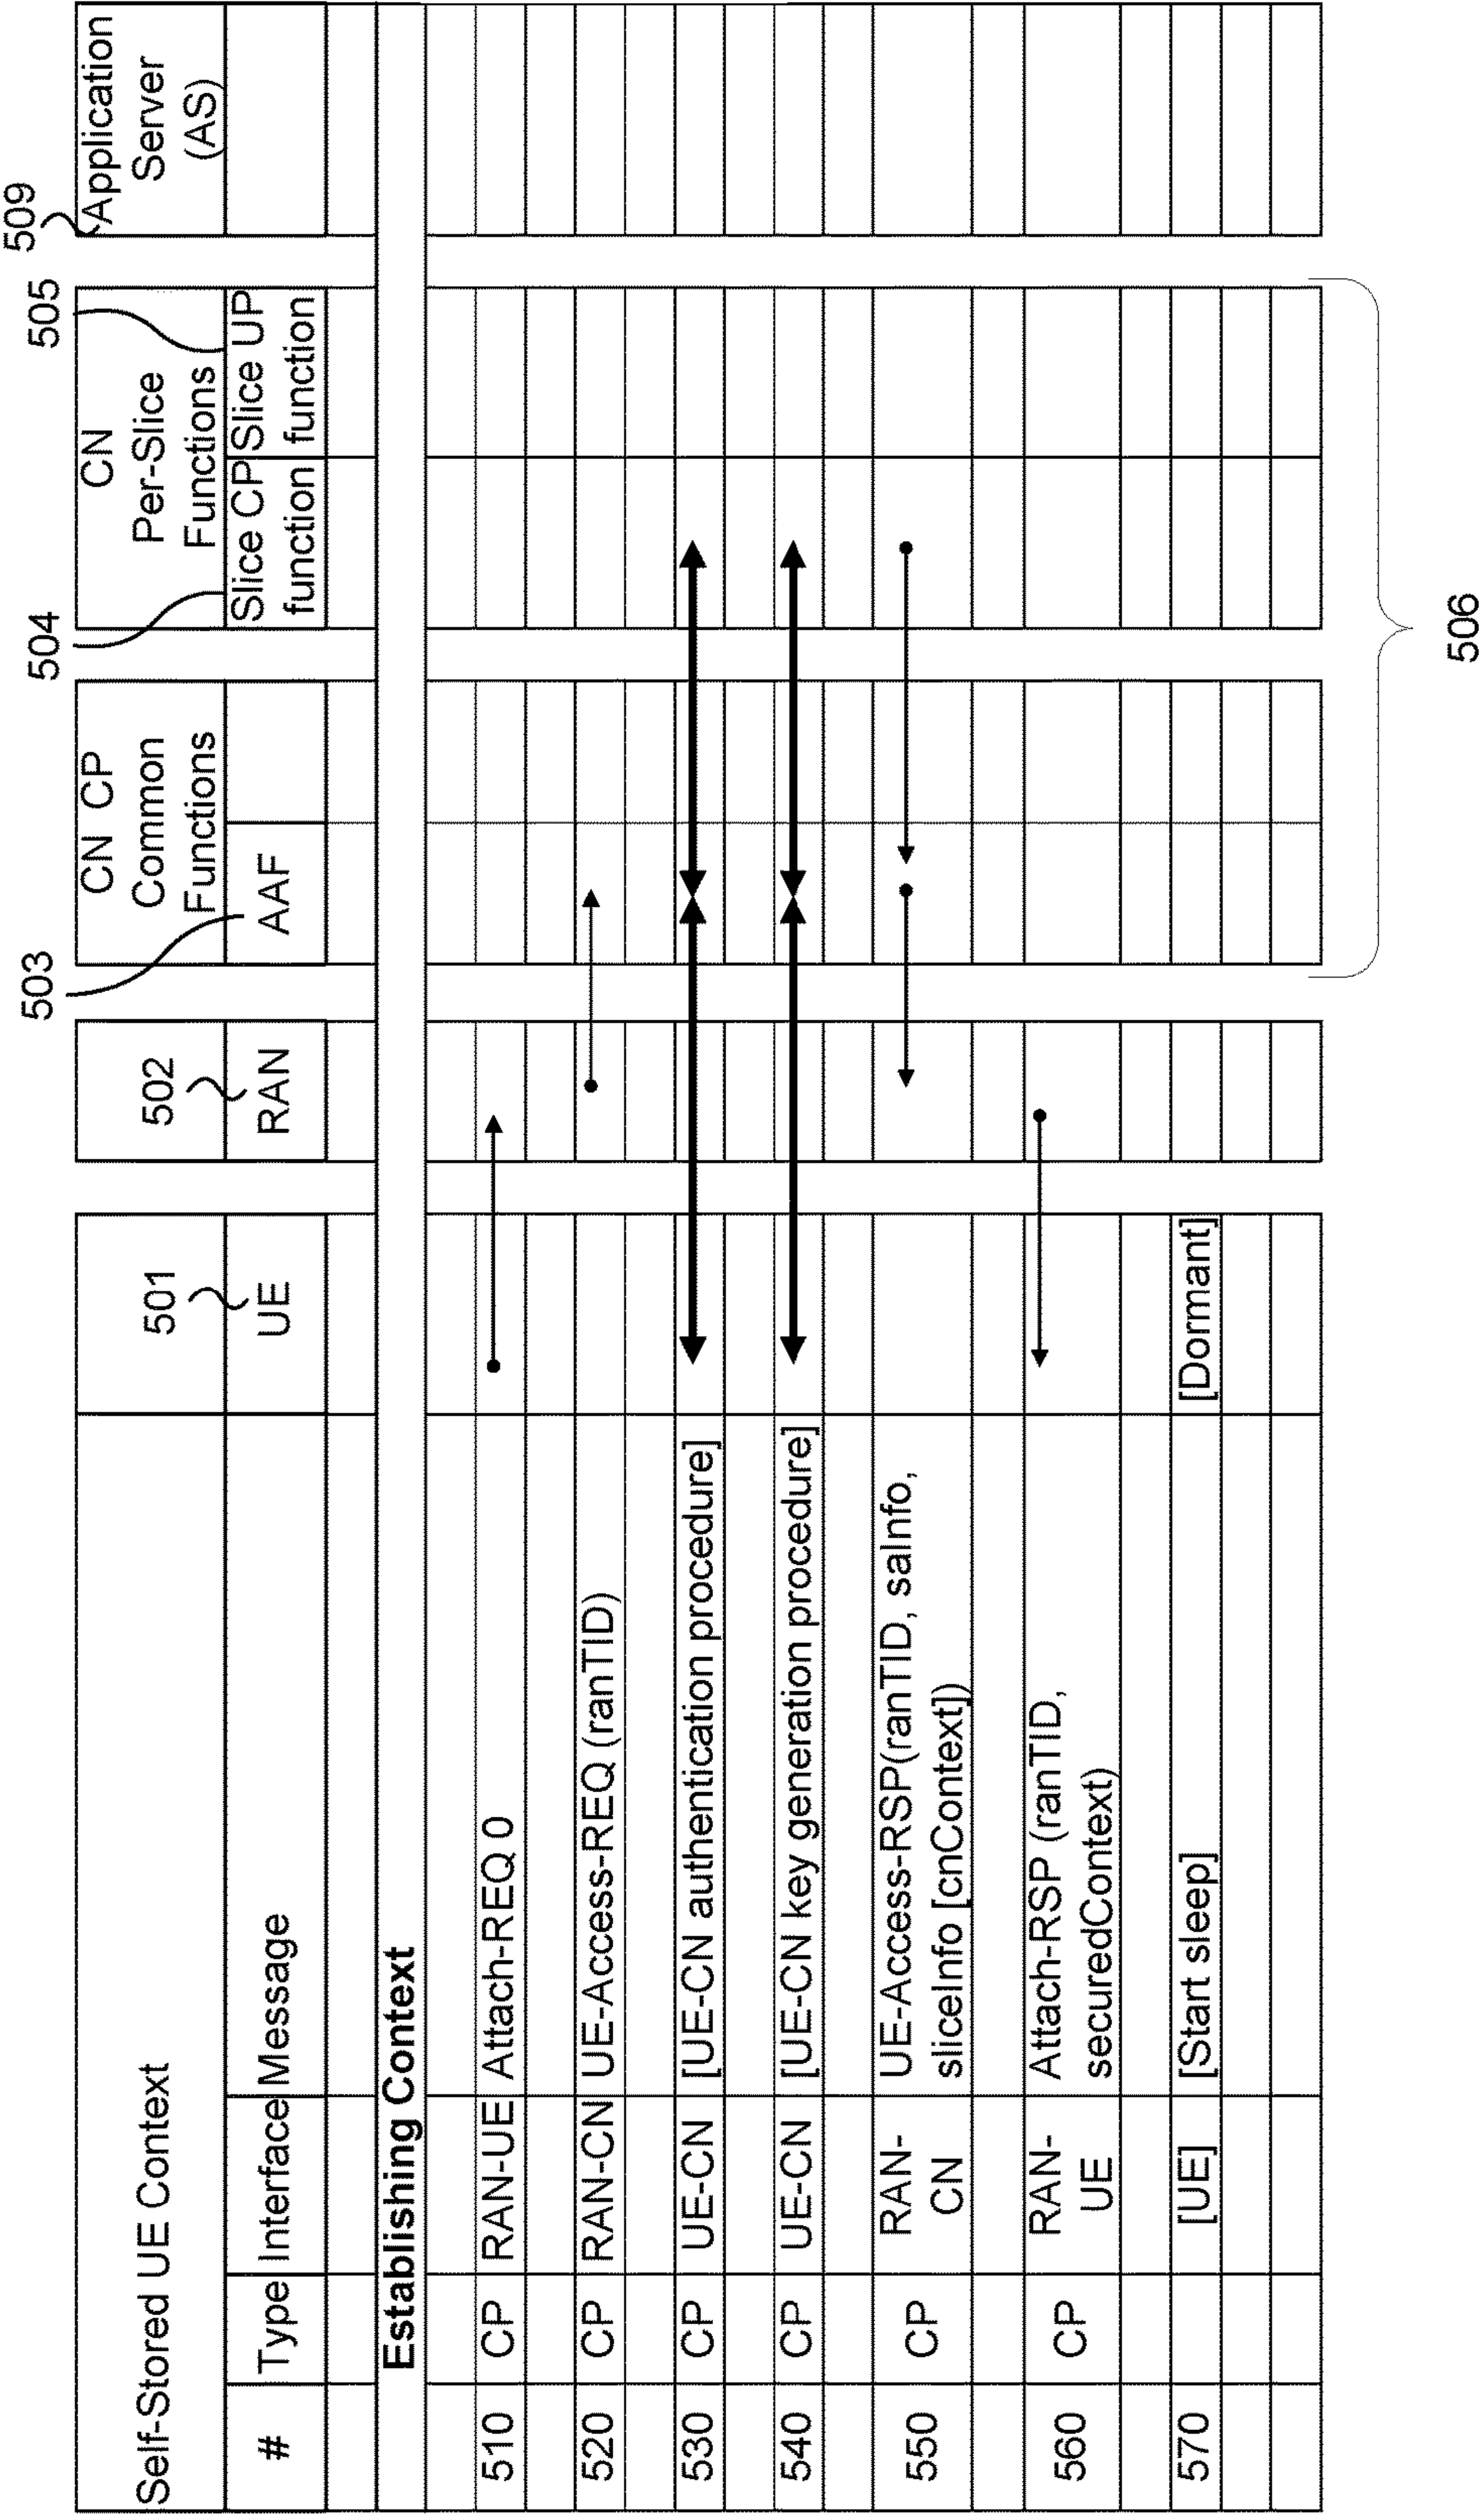 509
505
504
503
Self-Stored UE Context
501
502
CN CP
Common
Functions
CN
Per-Slice
Functions
Application
Server
(AS)
#
Type
Interface
Message
UE
RAN
AAF
Slice CP
function
Slice UP
function
Establishing Context
510 CP RAN-UE Attach-REQ 0
520 CP RAN-CN UE-Access-REQ (ranTID)
530 CP UE-CN [UE-CN authentication procedure]
540 CP UE-CN [UE-CN key generation procedure]
550 CP RAN-
CN
UE-Access-RSP(ranTID, saInfo,
sliceInfo [cnContext])
560 CP RAN-
UE
Attach-RSP (ranTID,
securedContext)
570 [UE] [Start sleep] [Dormant]
506